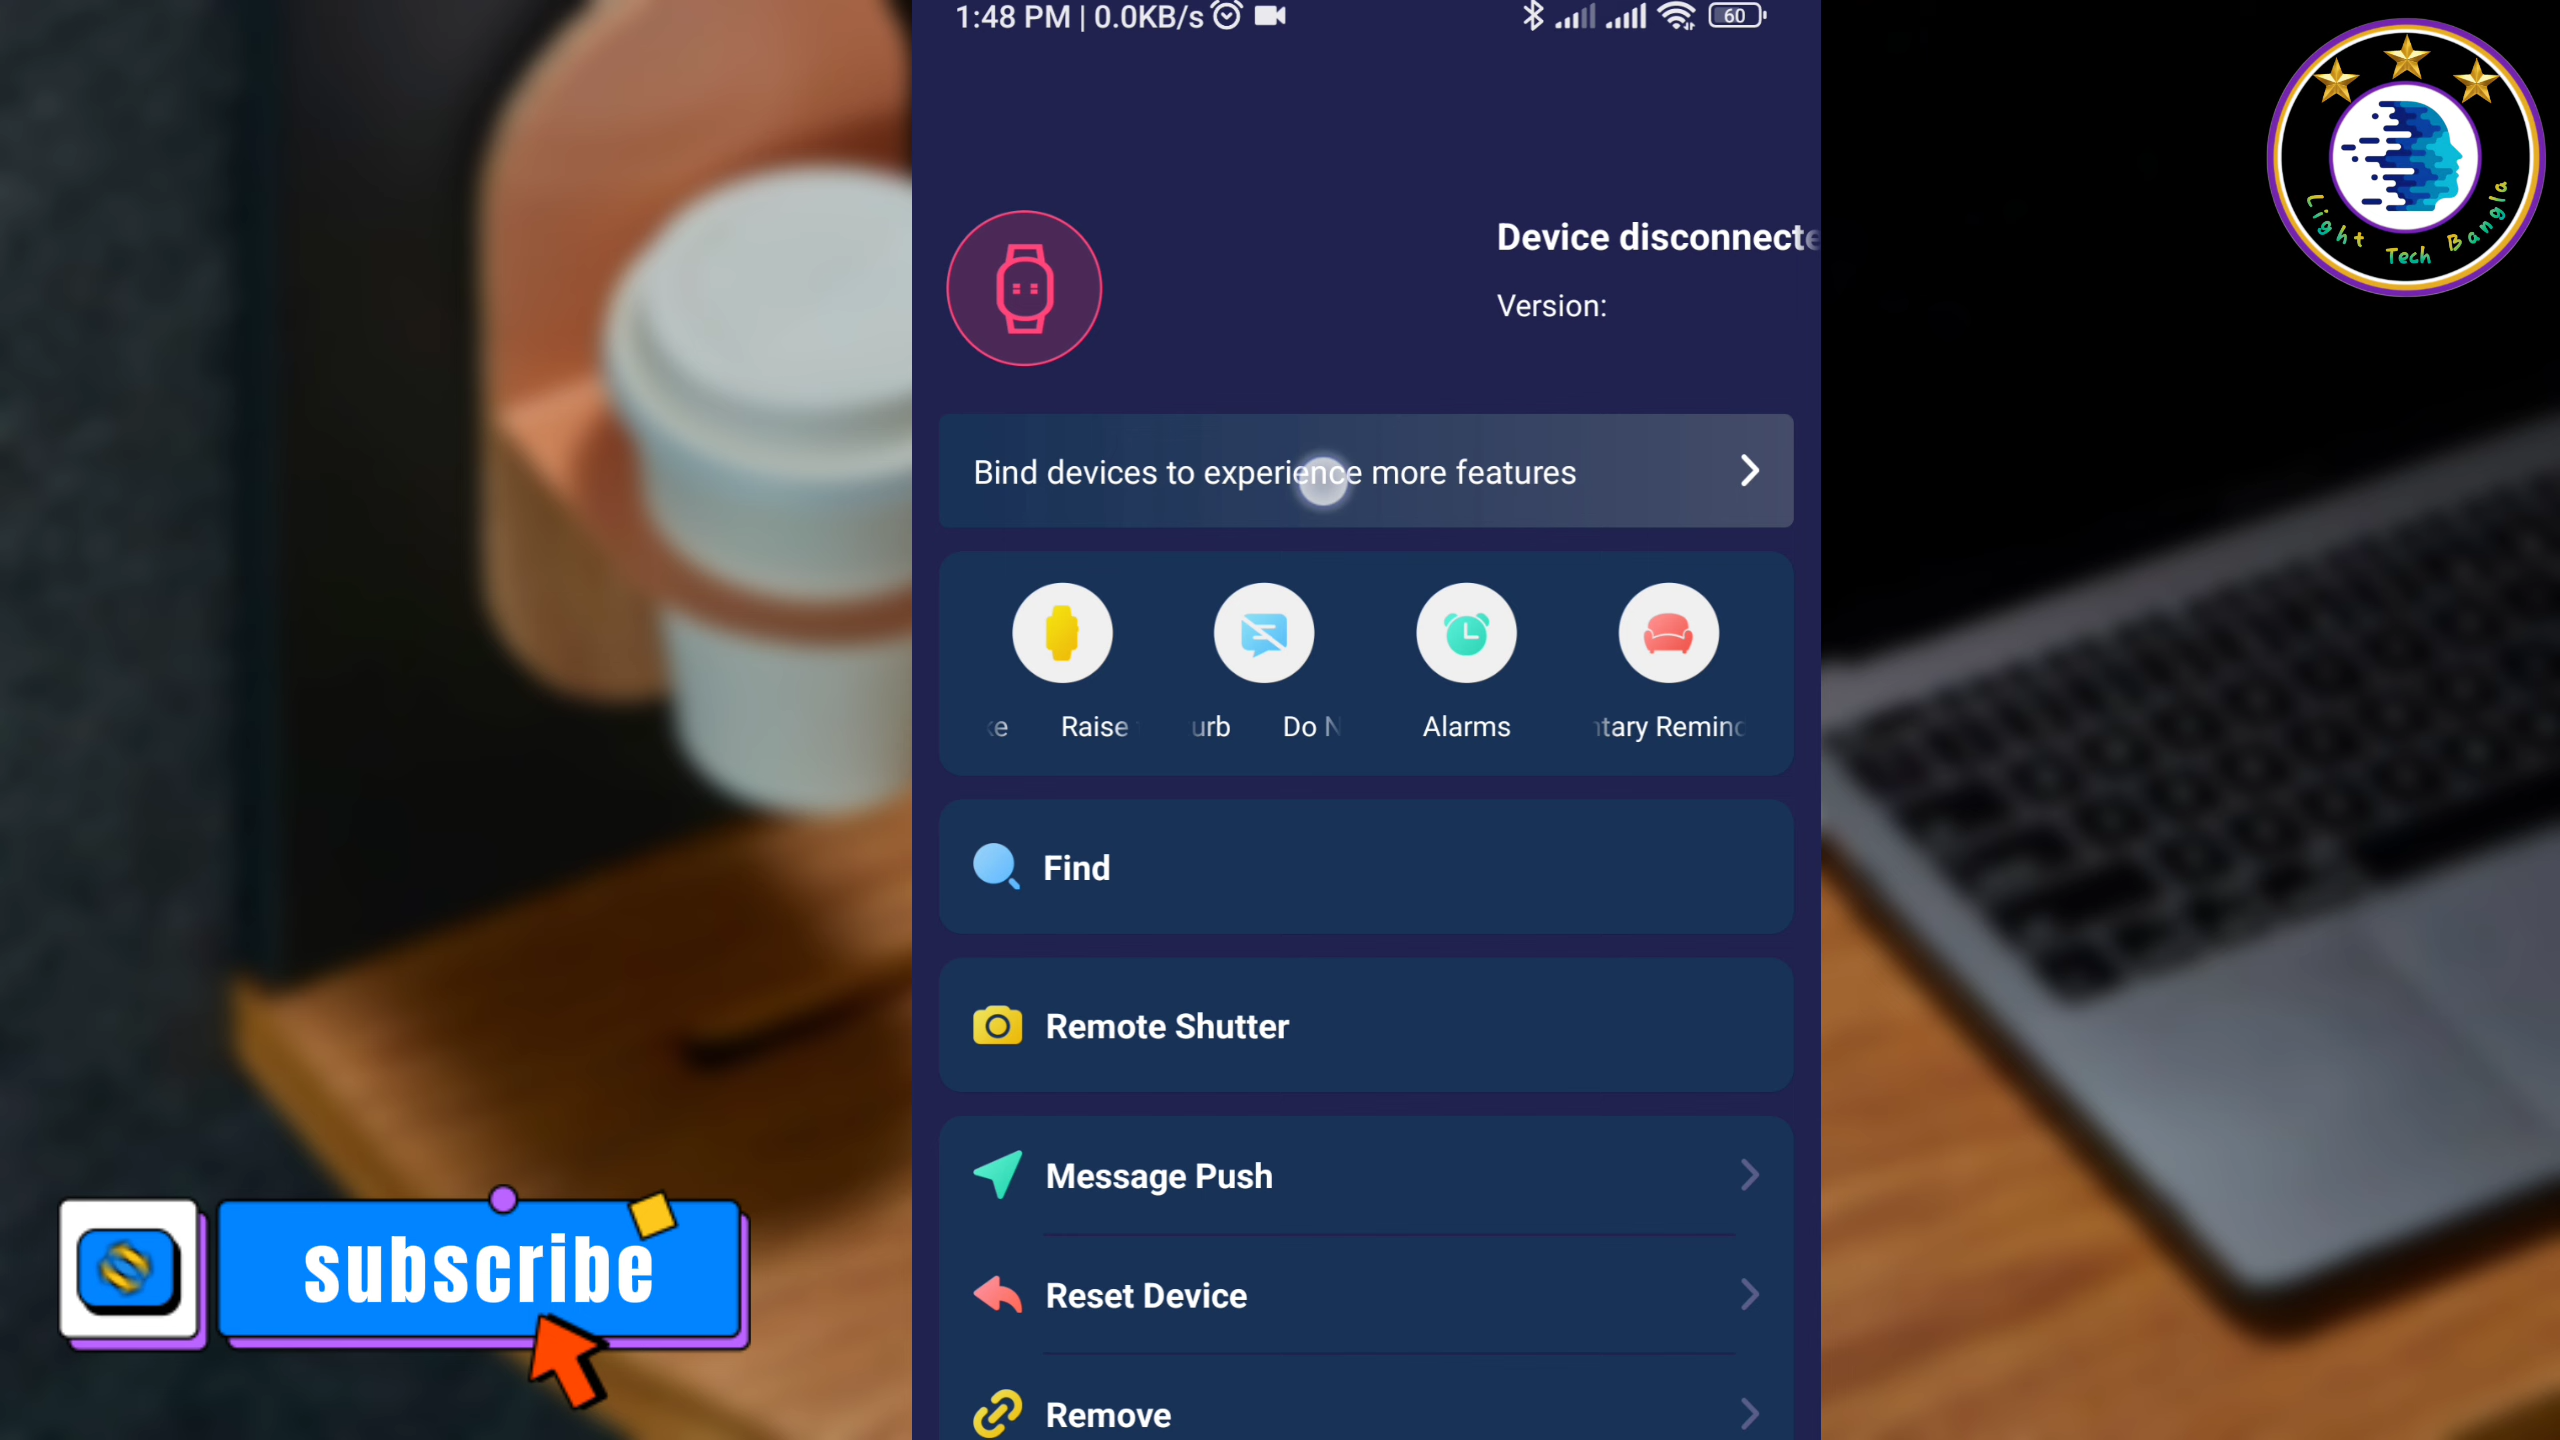 1:48 PM | 0.0KB/s
60
Light Tech Bangla
Device disconnecte
Version:
Bind devices to experience more features
Raise
urb Do N
Alarms
ntary Remind
Find
Remote Shutter
Message Push
Reset Device
Remove
subscribe